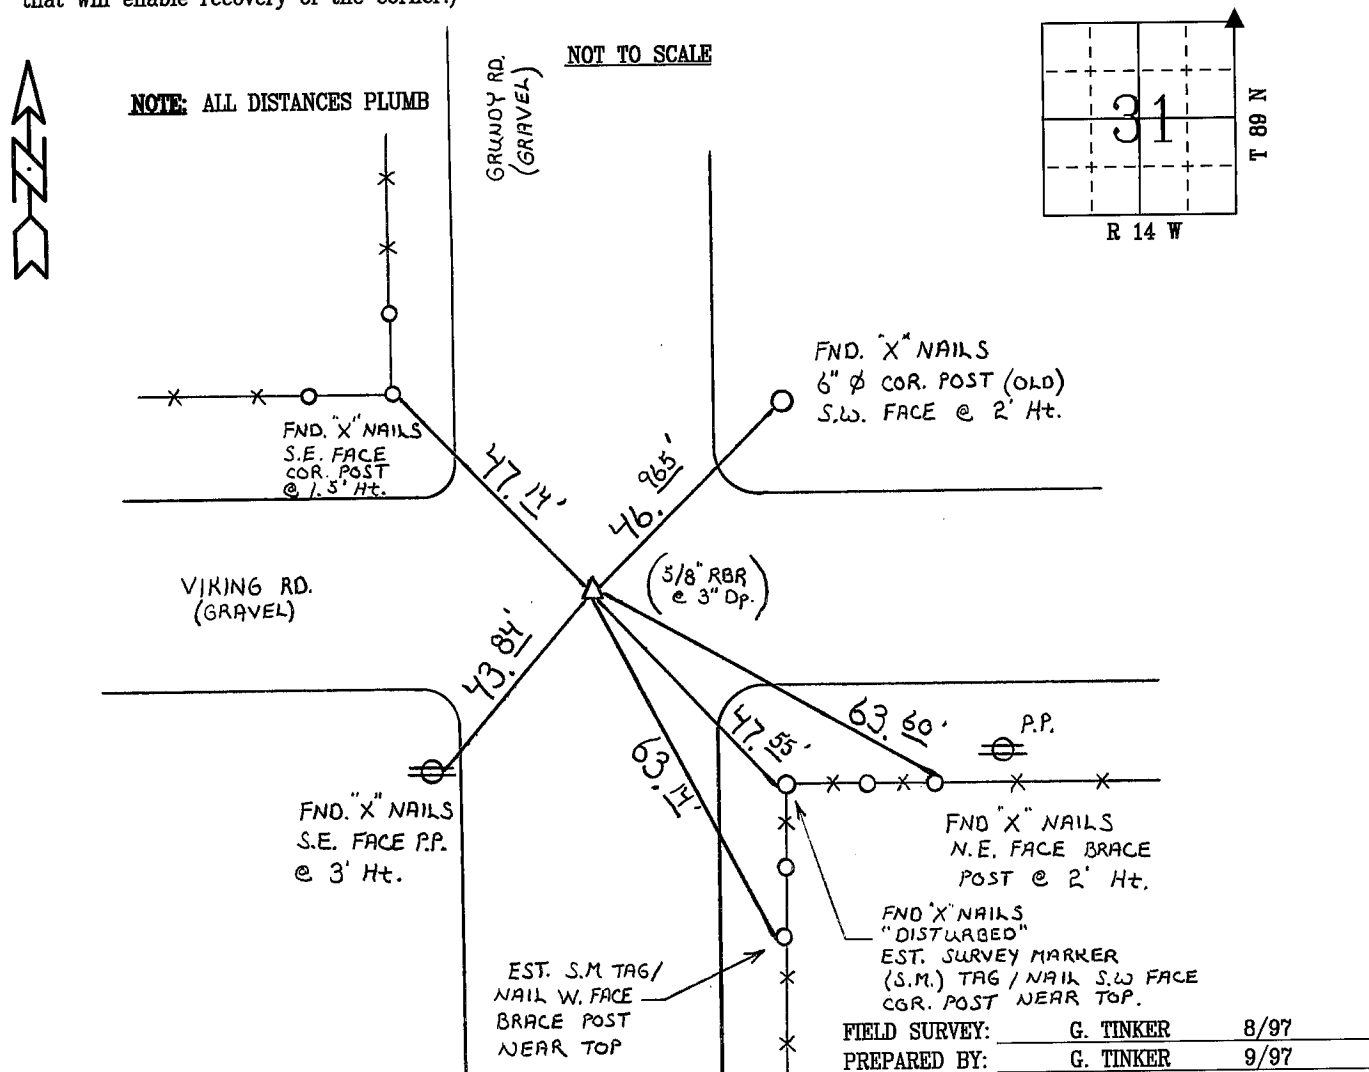 that will enable recovery of the corner.)
NOT TO SCALE
NOTE: ALL DISTANCES PLUMB
GRUNDY RD.
(GRAVEL)
N
31
T 89 N
R 14 W
FND. "X" NAILS
6" Ø COR. POST (OLD)
S.W. FACE @ 2' Ht.
FND. "X" NAILS
S.E. FACE
COR. POST
@ 1.5' Ht.
47.14'
46.965'
VIKING RD.
(GRAVEL)
(5/8" RBR
@ 3" Dp.)
43.84'
63.14'
47.55'
63.60'
P.P.
FND. "X" NAILS
S.E. FACE P.P.
@ 3' Ht.
FND "X" NAILS
N.E. FACE BRACE
POST @ 2' Ht.
FND "X" NAILS
"DISTURBED"
EST. SURVEY MARKER
(S.M.) TAG / NAIL S.W FACE
COR. POST NEAR TOP.
EST. S.M TAG/
NAIL W. FACE
BRACE POST
NEAR TOP
FIELD SURVEY: G. TINKER 8/97
PREPARED BY: G. TINKER 9/97